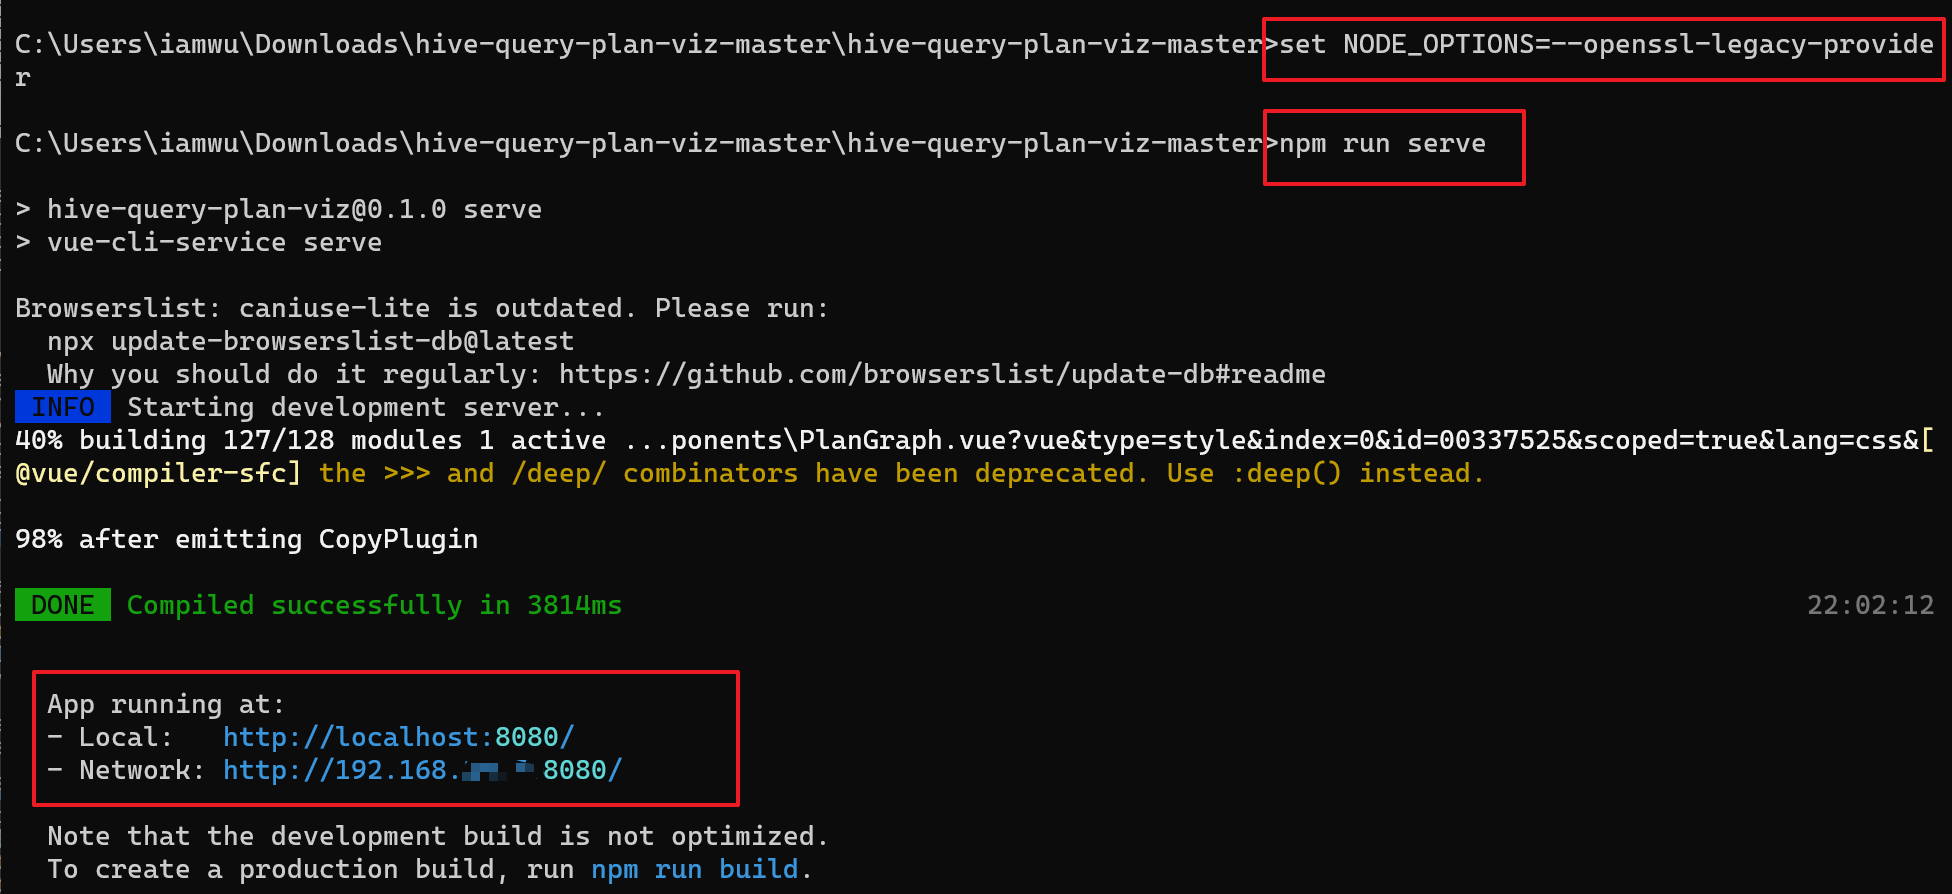 C:\Users\iamwu\Downloads\hive-query-plan-viz-master\hive-query-plan-viz-master>set NODE_OPTIONS=--openssl-legacy-provide
r
C:\Users\iamwu\Downloads\hive-query-plan-viz-master\hive-query-plan-viz-master>npm run serve
> hive-query-plan-viz@0.1.0 serve
> vue-cli-service serve
Browserslist: caniuse-lite is outdated. Please run:
npx update-browserslist-db@latest
Why you should do it regularly: https://github.com/browserslist/update-db#readme
INFO Starting development server...
40% building 127/128 modules 1 active ...ponents\PlanGraph.vue?vue&type=style&index=0&id=00337525&scoped=true&lang=css&[
@vue/compiler-sfc] the >>> and /deep/ combinators have been deprecated. Use :deep() instead.
98% after emitting CopyPlugin
DONE Compiled successfully in 3814ms 22:02:12
App running at:
- Local: http://localhost:8080/
- Network: http://192.168. 8080/
Note that the development build is not optimized.
To create a production build, run npm run build.